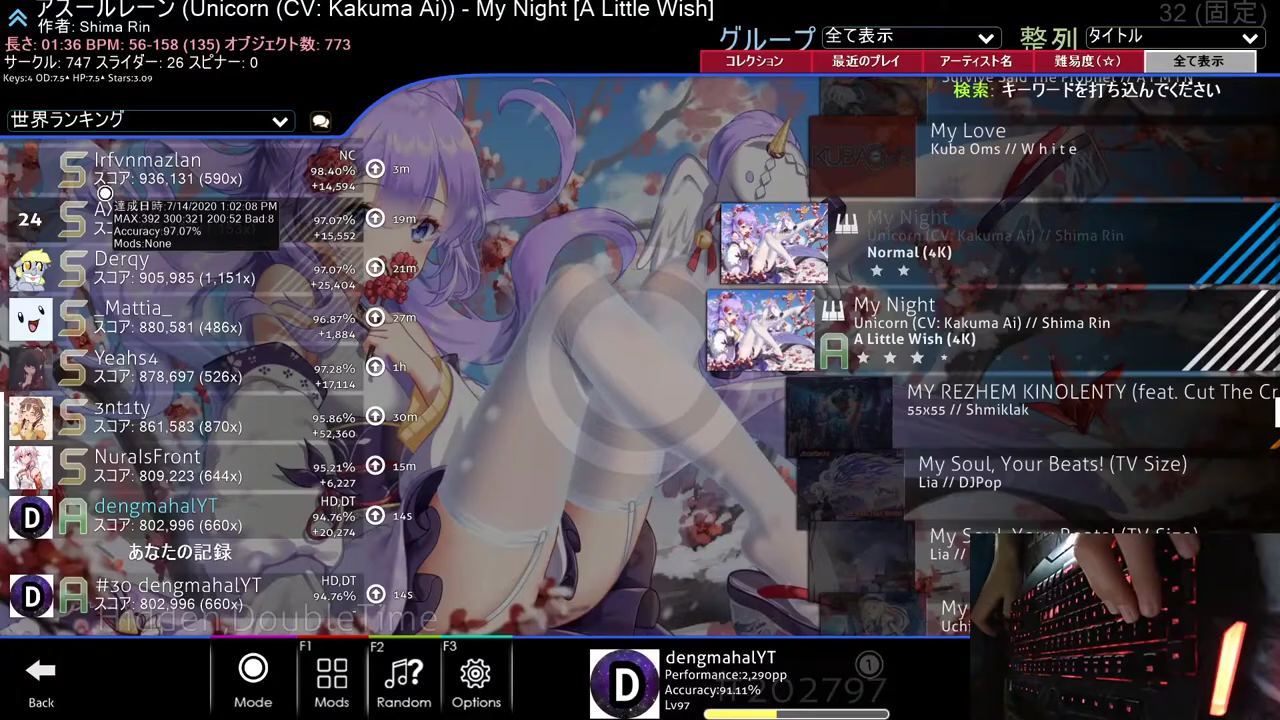 アズールレーン (Unicorn (CV: Kakuma Ai)) - My Night [A Little Wish]
作者: Shima Rin
長さ: 01:36 BPM: 56-158 (135) オブジェクト数: 773
サークル: 747 スライダー: 26 スピナー: 0
Keys:4 OD:7.5▲ HP:7.5▲ Stars:3.09
32 (固定)
グループ 全て表示
整列 タイトル
コレクション 最近のプレイ アーティスト名 難易度(☆) 全て表示
検索: キーワードを打ち込んでください
世界ランキング
Irfvnmazlan NC
スコア: 936,131 (590x) 98.40% +14,594 3m
24
97.07% +15,552 19m
達成日時:7/14/2020 1:02:08 PM
MAX:392 300:321 200:52 Bad:8
Accuracy:97.07%
Mods:None
Derqy
スコア: 905,985 (1,151x) 97.07% +25,404 21m
_Mattia_
スコア: 880,581 (486x) 96.87% +1,884 27m
Yeahs4
スコア: 878,697 (526x) 97.28% +17,114 1h
3nt1ty
スコア: 861,583 (870x) 95.86% +52,360 30m
NuralsFront
スコア: 809,223 (644x) 95.21% +6,227 15m
dengmahalYT HD,DT
スコア: 802,996 (660x) 94.76% +20,274 14s
あなたの記録
#30 dengmahalYT HD,DT
スコア: 802,996 (660x) 94.76% 14s
Hidden DoubleTime
My Love
Kuba Oms // W h i t e
My Night
Unicorn (CV: Kakuma Ai) // Shima Rin
Normal (4K)
My Night
Unicorn (CV: Kakuma Ai) // Shima Rin
A Little Wish (4K)
MY REZHEM KINOLENTY (feat. Cut The Cr
55x55 // Shmiklak
My Soul, Your Beats! (TV Size)
Lia // DJPop
My Soul, Your Beats! (TV Size)
Lia //
My
Uchi
Back
Mode
F1 Mods
F2 Random
F3 Options
dengmahalYT
Performance:2,290pp
Accuracy:91.11%
Lv97
#202797
1